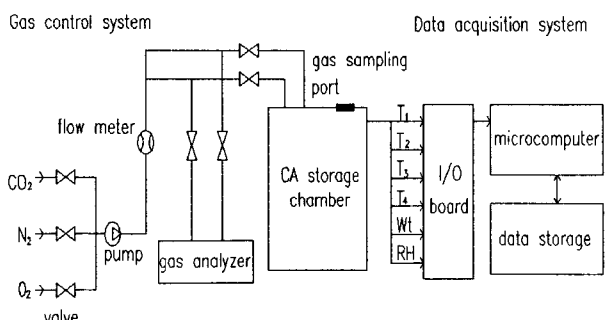 Gas control system
Data acquisition system
gas sampling
port
flow meter
CO₂
N₂
O₂
valve
pump
gas analyzer
CA storage
chamber
T₁
T₂
T₃
T₄
Wt
RH
I/O
board
microcomputer
data storage